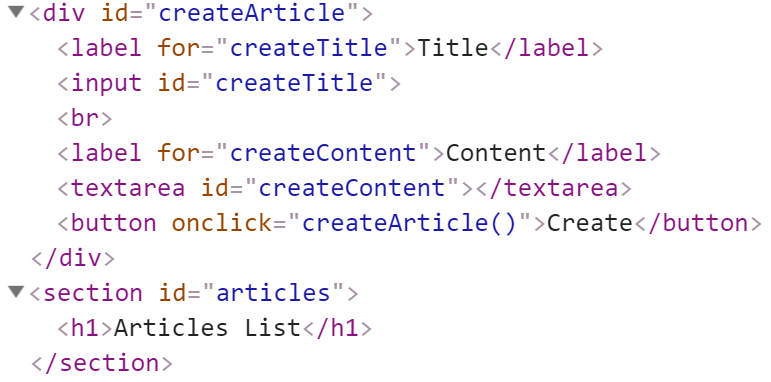 <div id="createArticle">
<label for="createTitle">Title</label>
<input id="createTitle">
<br>
<label for="createContent">Content</label>
<textarea id="createContent"></textarea>
<button onclick="createArticle()">Create</button>
</div>
<section id="articles">
<h1>Articles List</h1>
</section>